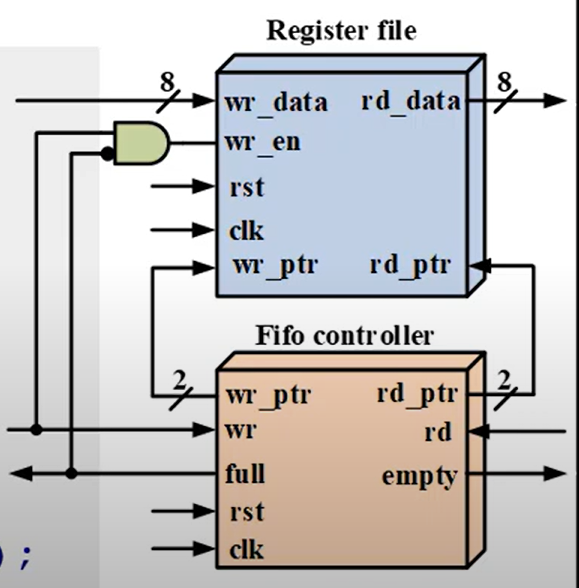 Register file
8 8
wr_data rd_data
wr_en
rst
clk
wr_ptr rd_ptr
Fifo controller
2 2
wr_ptr rd_ptr
wr rd
full empty
rst
clk
) ;